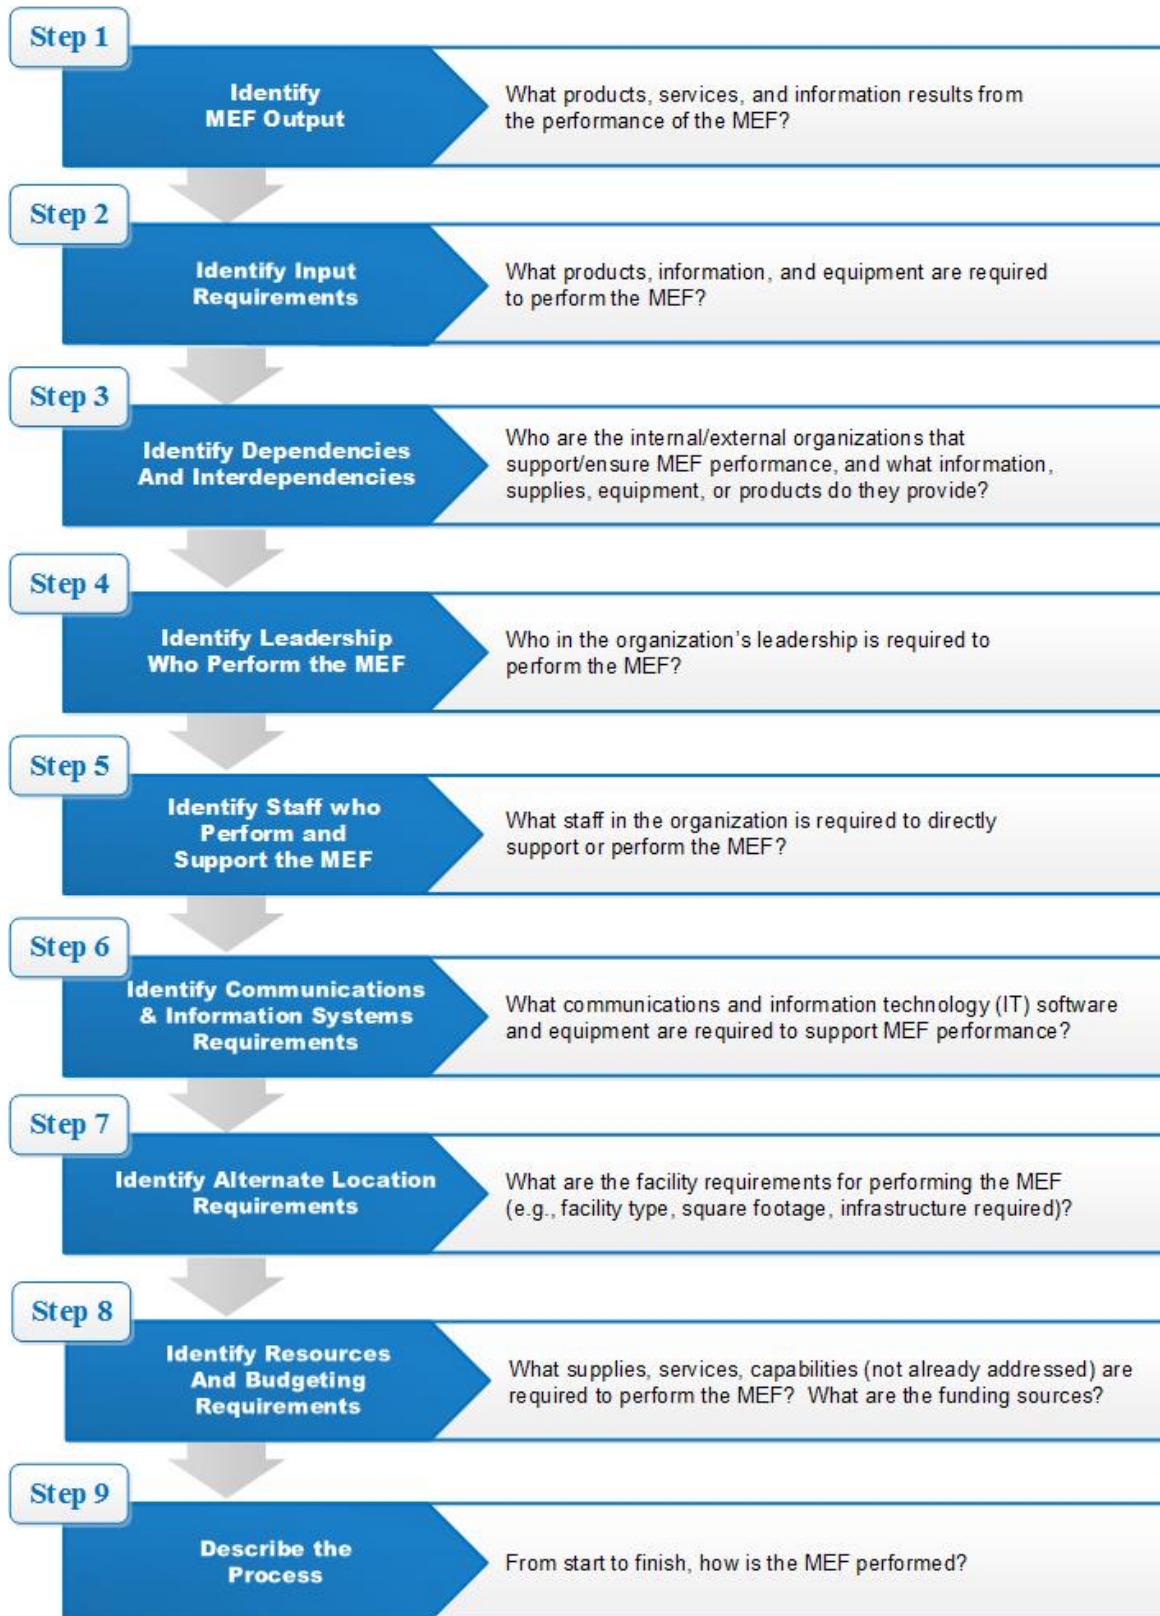 Step 1
Identify
MEF Output
What products, services, and information results from
the performance of the MEF?
Step 2
Identify Input
Requirements
What products, information, and equipment are required
to perform the MEF?
Step 3
Identify Dependencies
And Interdependencies
Who are the internal/external organizations that
support/ensure MEF performance, and what information,
supplies, equipment, or products do they provide?
Step 4
Identify Leadership
Who Perform the MEF
Who in the organization's leadership is required to
perform the MEF?
Step 5
Identify Staff who
Perform and
Support the MEF
What staff in the organization is required to directly
support or perform the MEF?
Step 6
Identify Communications
& Information Systems
Requirements
What communications and information technology (IT) software
and equipment are required to support MEF performance?
Step 7
Identify Alternate Location
Requirements
What are the facility requirements for performing the MEF
(e.g., facility type, square footage, infrastructure required)?
Step 8
Identify Resources
And Budgeting
Requirements
What supplies, services, capabilities (not already addressed) are
required to perform the MEF?  What are the funding sources?
Step 9
Describe the
Process
From start to finish, how is the MEF performed?